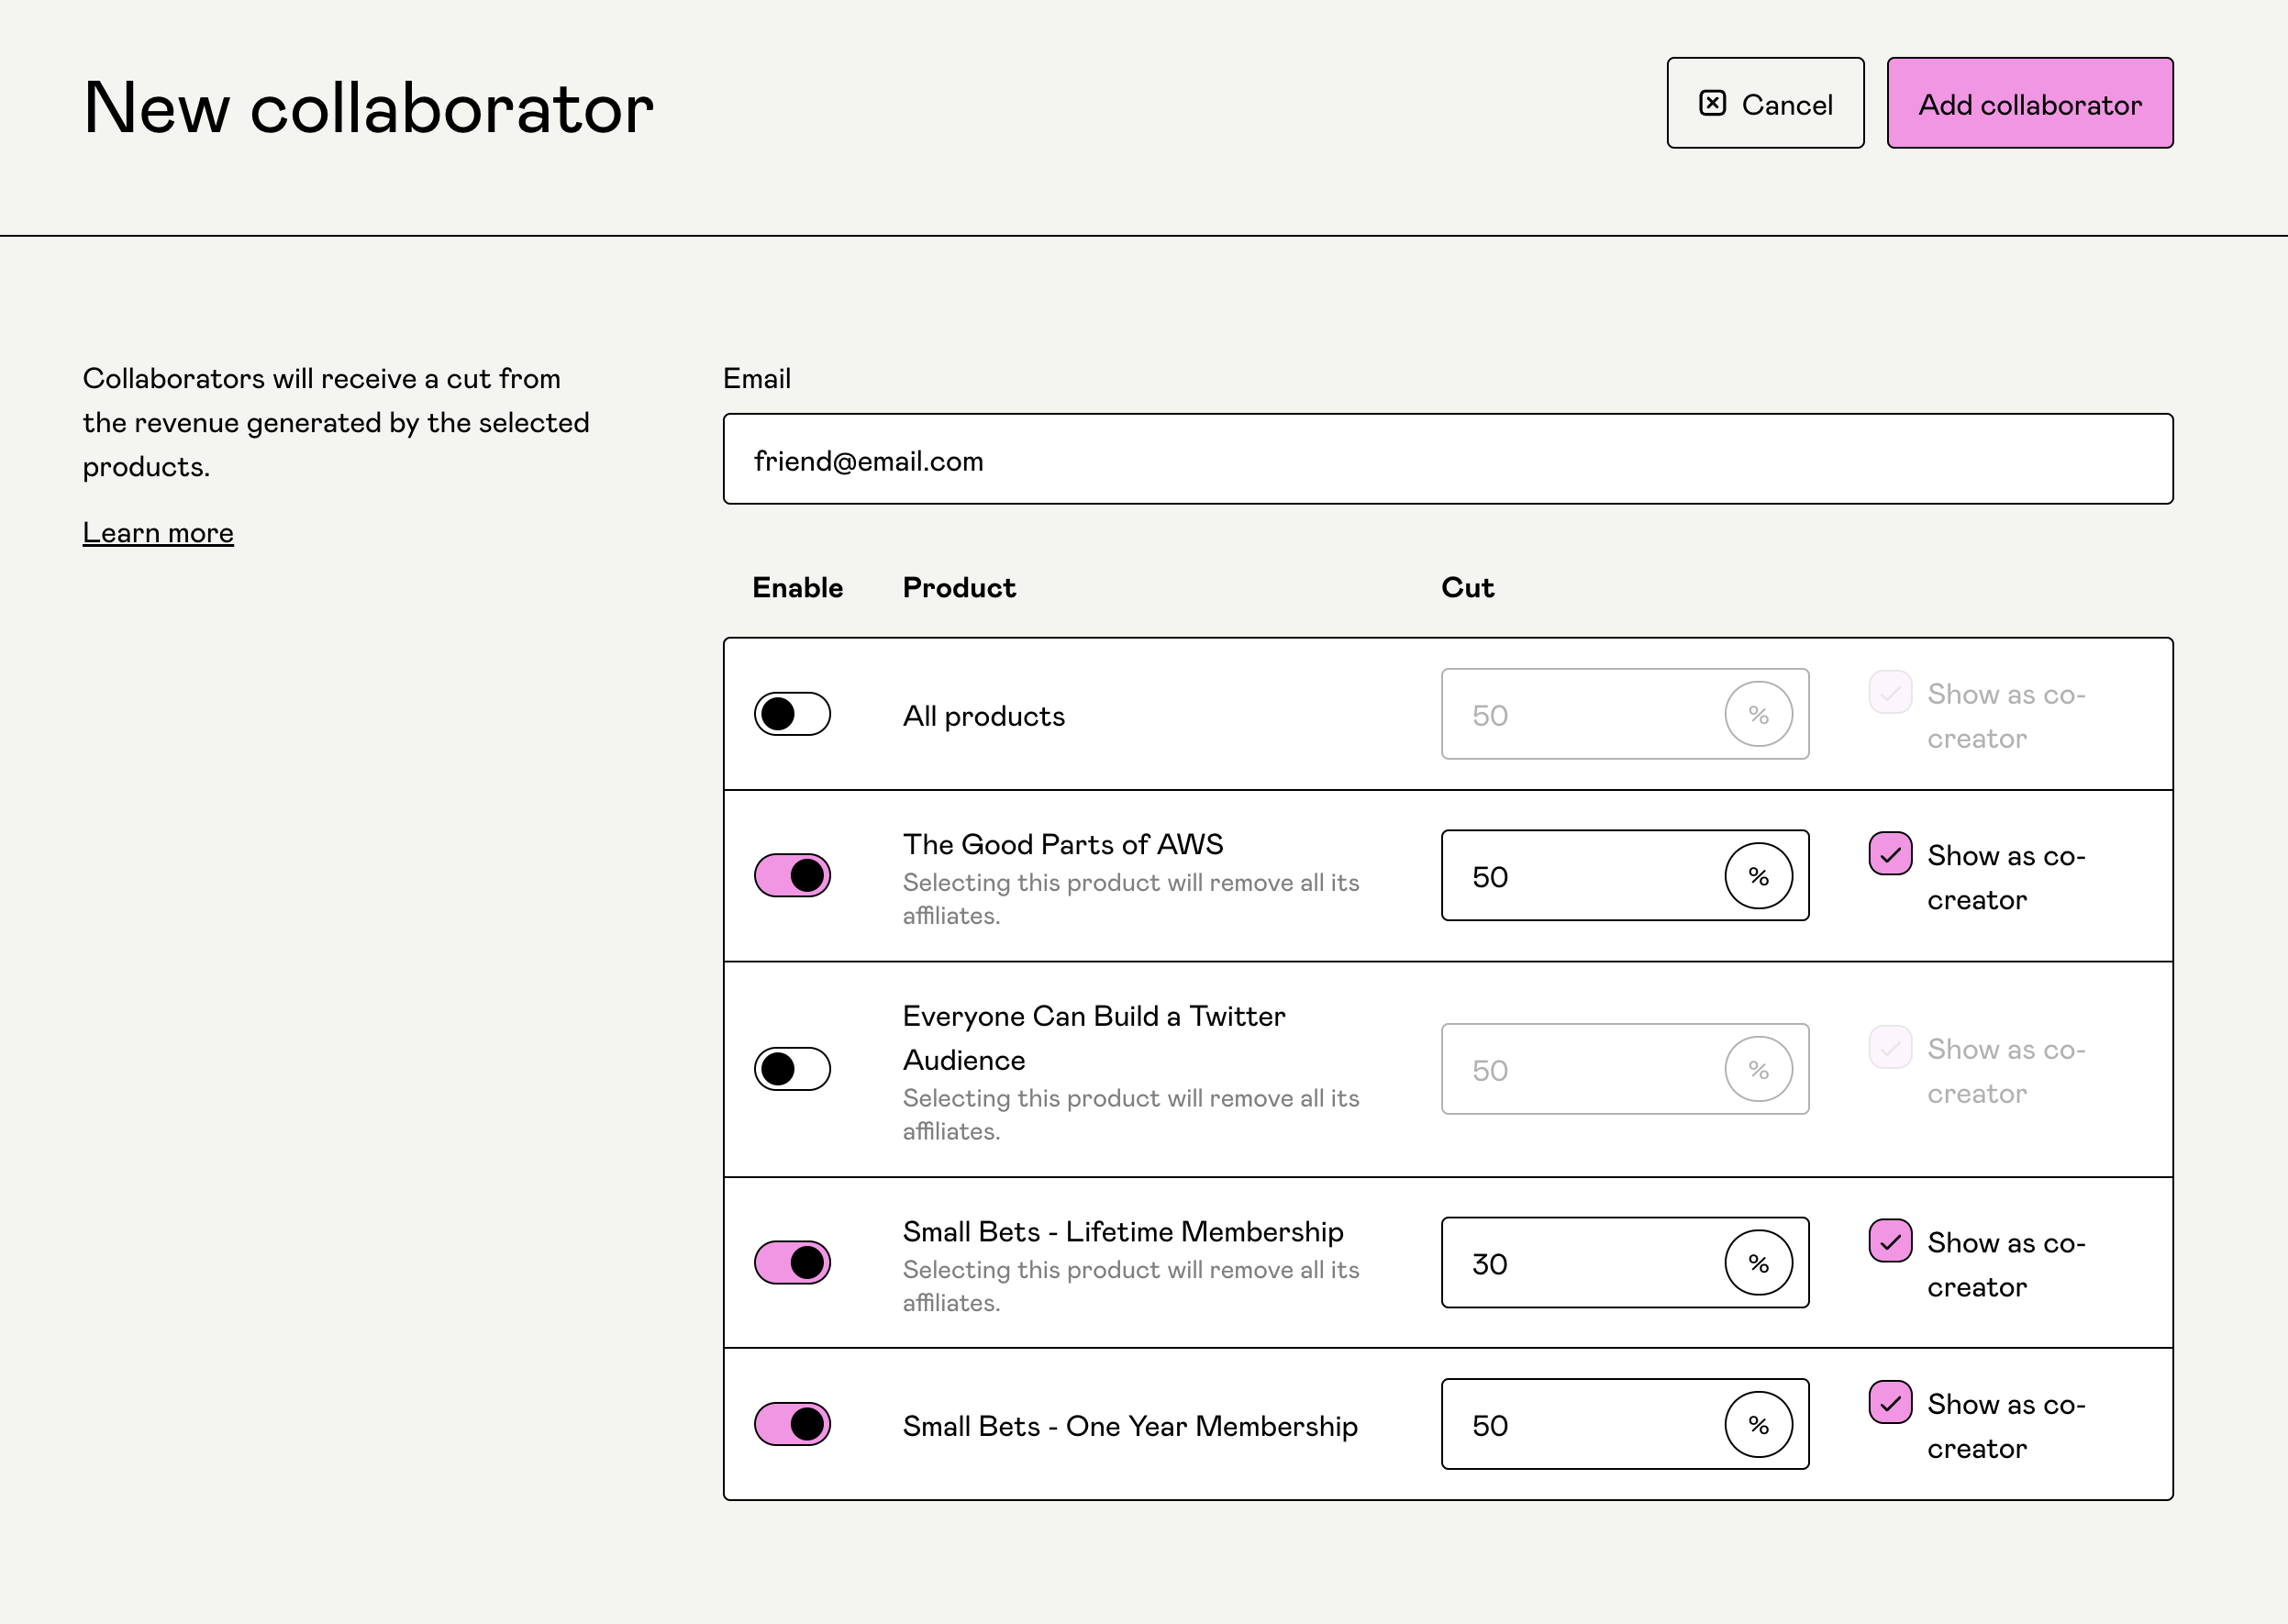 New collaborator
Cancel
Add collaborator
Collaborators will receive a cut from
the revenue generated by the selected
products.
Learn more
Email
friend@email.com
Enable Product Cut
All products
50 %
Show as co-
creator
The Good Parts of AWS
Selecting this product will remove all its
affiliates.
50 %
Show as co-
creator
Everyone Can Build a Twitter
Audience
Selecting this product will remove all its
affiliates.
50 %
Show as co-
creator
Small Bets - Lifetime Membership
Selecting this product will remove all its
affiliates.
30 %
Show as co-
creator
Small Bets - One Year Membership
50 %
Show as co-
creator